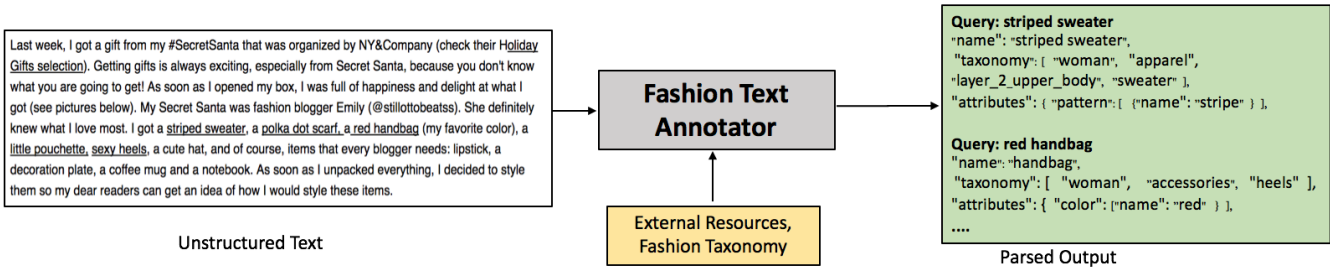 Last week, I got a gift from my #SecretSanta that was organized by NY&Company (check their Holiday
Gifts selection). Getting gifts is always exciting, especially from Secret Santa, because you don't know
what you are going to get! As soon as I opened my box, I was full of happiness and delight at what I
got (see pictures below). My Secret Santa was fashion blogger Emily (@stillottobeatss). She definitely
knew what I love most. I got a striped sweater, a polka dot scarf, a red handbag (my favorite color), a
little pouchette, sexy heels, a cute hat, and of course, items that every blogger needs: lipstick, a
decoration plate, a coffee mug and a notebook. As soon as I unpacked everything, I decided to style
them so my dear readers can get an idea of how I would style these items.
Unstructured Text
Fashion Text
Annotator
External Resources,
Fashion Taxonomy
Query: striped sweater
"name": "striped sweater",
"taxonomy": [ "woman", "apparel",
"layer_2_upper_body", "sweater" ],
"attributes": { "pattern": [ {"name": "stripe" } ],
Query: red handbag
"name": "handbag",
"taxonomy": [ "woman", "accessories", "heels" ],
"attributes": { "color": ["name": "red" } ],
....
Parsed Output